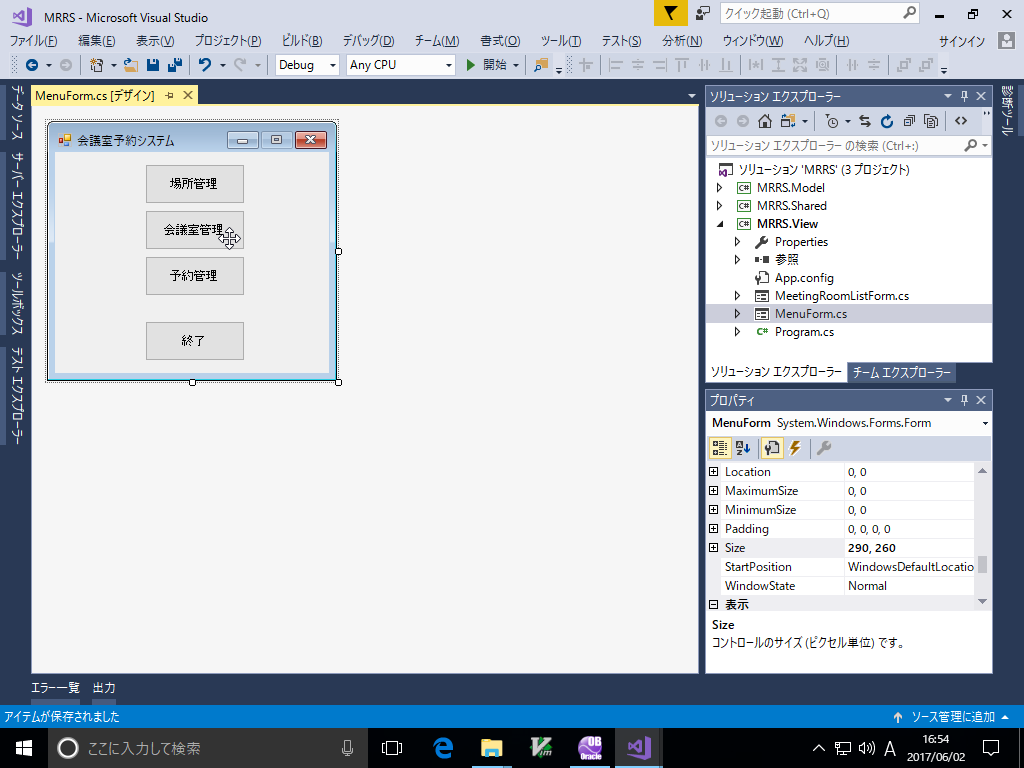 MRRS - Microsoft Visual Studio
クイック起動 (Ctrl+Q)
ファイル(F) 編集(E) 表示(V) プロジェクト(P) ビルド(B) デバッグ(D) チーム(M) 書式(O) ツール(T) テスト(S) 分析(N) ウィンドウ(W) ヘルプ(H) サインイン
Debug Any CPU 開始
データ ソース
サーバー エクスプローラー
ツールボックス
テスト エクスプローラー
MenuForm.cs [デザイン]
会議室予約システム
場所管理
会議室管理
予約管理
終了
ソリューション エクスプローラー
ソリューション エクスプローラー の検索 (Ctrl+:)
ソリューション 'MRRS' (3 プロジェクト)
C# MRRS.Model
C# MRRS.Shared
C# MRRS.View
Properties
参照
App.config
MeetingRoomListForm.cs
MenuForm.cs
C# Program.cs
ソリューション エクスプローラー チーム エクスプローラー
プロパティ
MenuForm System.Windows.Forms.Form
Location 0, 0
MaximumSize 0, 0
MinimumSize 0, 0
Padding 0, 0, 0, 0
Size 290, 260
StartPosition WindowsDefaultLocatio
WindowState Normal
表示
Size
コントロールのサイズ (ピクセル単位) です。
診断ツール
エラー一覧 出力
アイテムが保存されました
ソース管理に追加
ここに入力して検索
OB
Oracle
A
16:54
2017/06/02